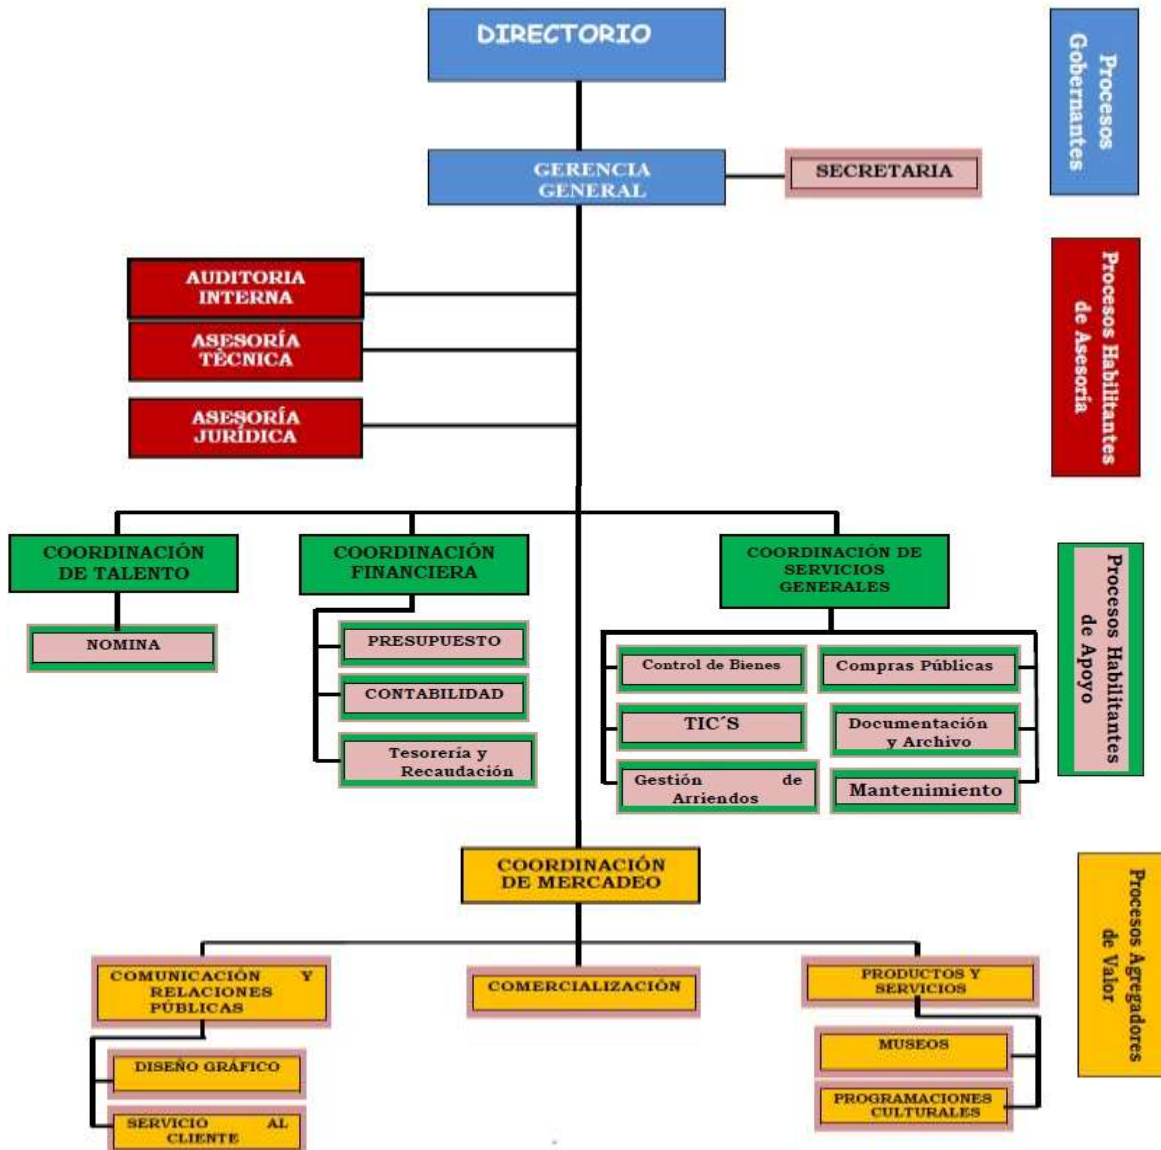 DIRECTORIO
Procesos
Gobernantes
GERENCIA
GENERAL
SECRETARIA
AUDITORIA
INTERNA
ASESORÍA
TÉCNICA
ASESORÍA
JURÍDICA
Procesos Habilitantes
de Asesoría
COORDINACIÓN
DE TALENTO
COORDINACIÓN
FINANCIERA
COORDINACIÓN DE
SERVICIOS
GENERALES
Procesos Habilitantes
de Apoyo
NOMINA
PRESUPUESTO
CONTABILIDAD
Tesorería y
Recaudación
Control de Bienes
Compras Públicas
TIC´S
Documentación
y Archivo
Gestión de
Arriendos
Mantenimiento
COORDINACIÓN
DE MERCADEO
Procesos Agregadores
de Valor
COMUNICACIÓN Y
RELACIONES
PÚBLICAS
COMERCIALIZACIÓN
PRODUCTOS Y
SERVICIOS
DISEÑO GRÁFICO
SERVICIO AL
CLIENTE
MUSEOS
PROGRAMACIONES
CULTURALES